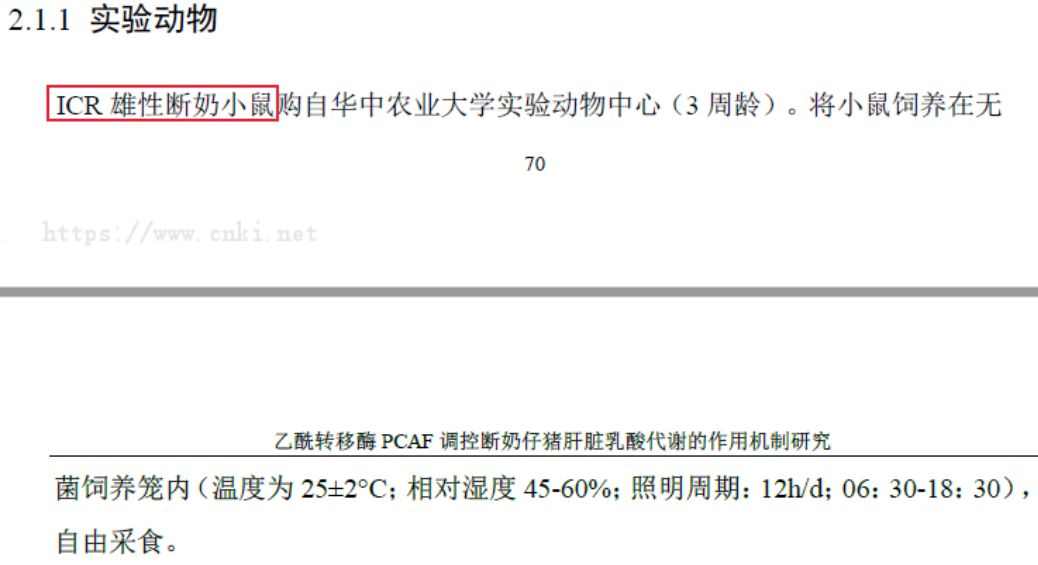 2.1.1 实验动物
ICR 雄性断奶小鼠购自华中农业大学实验动物中心（3 周龄）。将小鼠饲养在无
70
https://www.cnki.net
乙酰转移酶 PCAF 调控断奶仔猪肝脏乳酸代谢的作用机制研究
菌饲养笼内（温度为 25±2°C；相对湿度 45-60%；照明周期：12h/d；06：30-18：30），
自由采食。